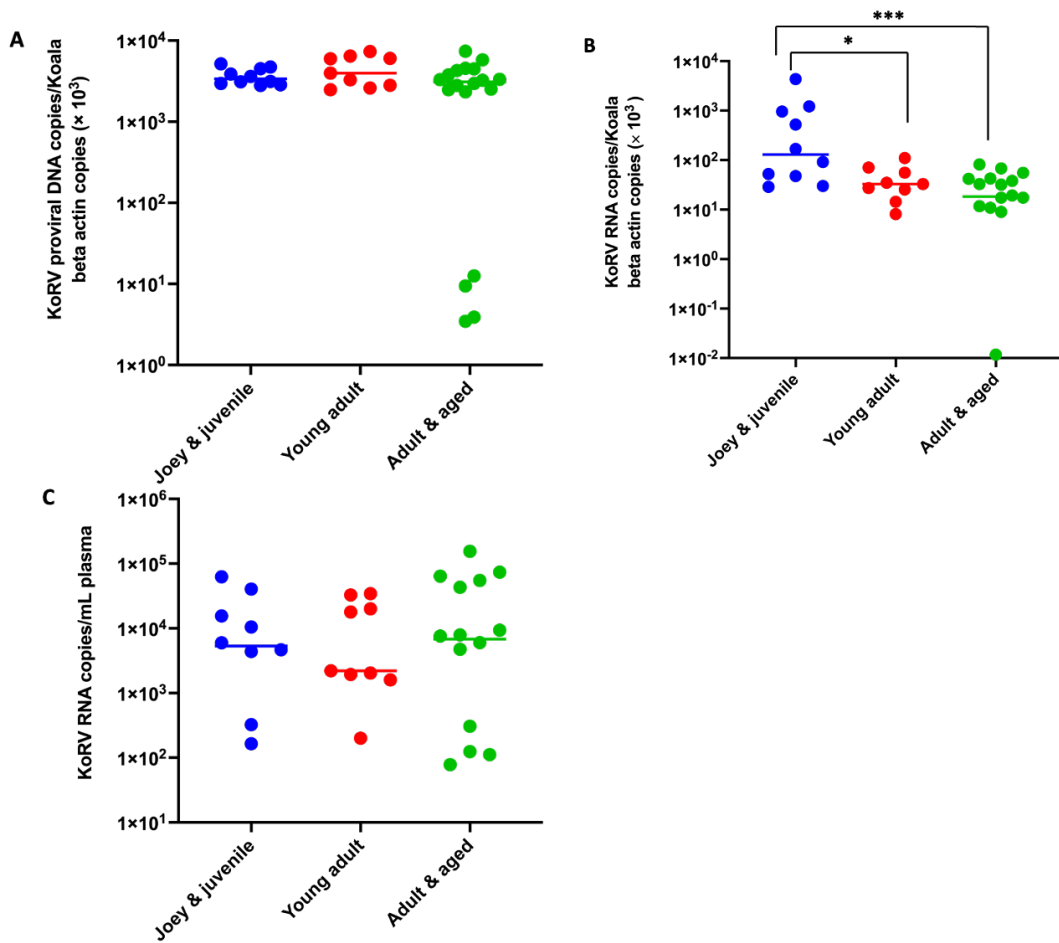 A
KoRV proviral DNA copies/Koala
beta actin copies (× 10³)
1×10⁴
1×10³
1×10²
1×10¹
1×10⁰
Joey & juvenile
Young adult
Adult & aged
B
***
*
KoRV RNA copies/Koala
beta actin copies (× 10³)
1×10⁴
1×10³
1×10²
1×10¹
1×10⁰
1×10⁻¹
1×10⁻²
Joey & juvenile
Young adult
Adult & aged
C
KoRV RNA copies/mL plasma
1×10⁶
1×10⁵
1×10⁴
1×10³
1×10²
1×10¹
Joey & juvenile
Young adult
Adult & aged